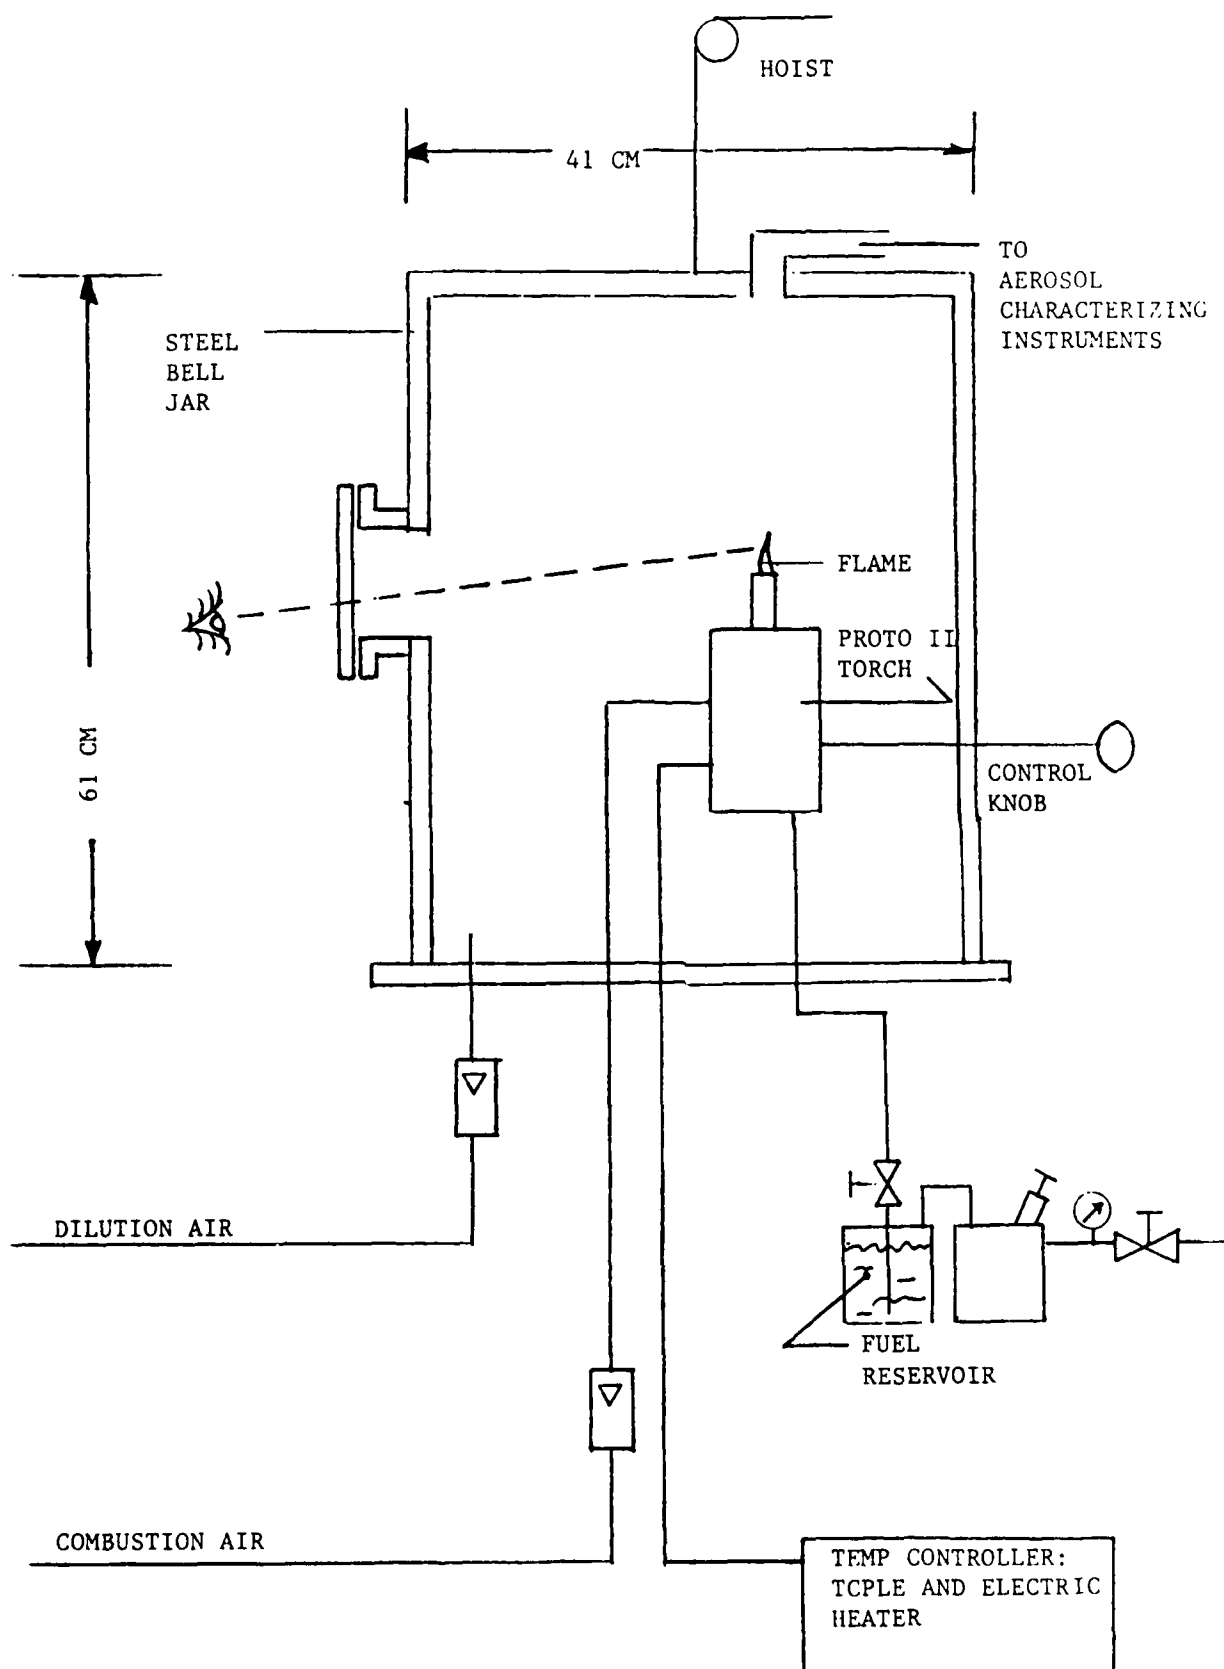 HOIST
41 CM
TO
AEROSOL
CHARACTERIZING
INSTRUMENTS
STEEL
BELL
JAR
FLAME
PROTO II
TORCH
61 CM
CONTROL
KNOB
DILUTION AIR
FUEL
RESERVOIR
COMBUSTION AIR
TEMP CONTROLLER:
TCPLE AND ELECTRIC
HEATER